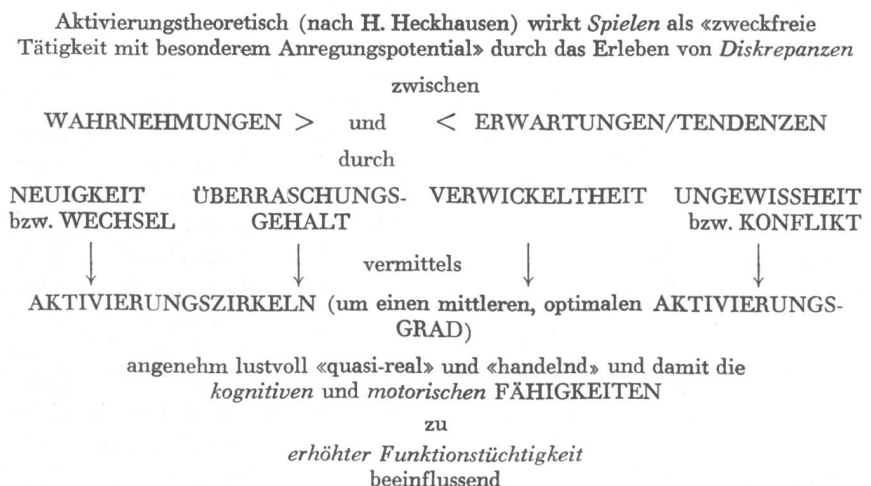 Aktivierungstheoretisch (nach H. Heckhausen) wirkt Spielen als «zweckfreie
Tätigkeit mit besonderem Anregungspotential» durch das Erleben von Diskrepanzen
zwischen
WAHRNEHMUNGEN > und < ERWARTUNGEN/TENDENZEN
durch
NEUIGKEIT ÜBERRASCHUNGS- VERWICKELTHEIT UNGEWISSHEIT
bzw. WECHSEL GEHALT bzw. KONFLIKT
vermittels
AKTIVIERUNGSZIRKELN (um einen mittleren, optimalen AKTIVIERUNGS-
GRAD)
angenehm lustvoll «quasi-real» und «handelnd» und damit die
kognitiven und motorischen FÄHIGKEITEN
zu
erhöhter Funktionstüchtigkeit
beeinflussend